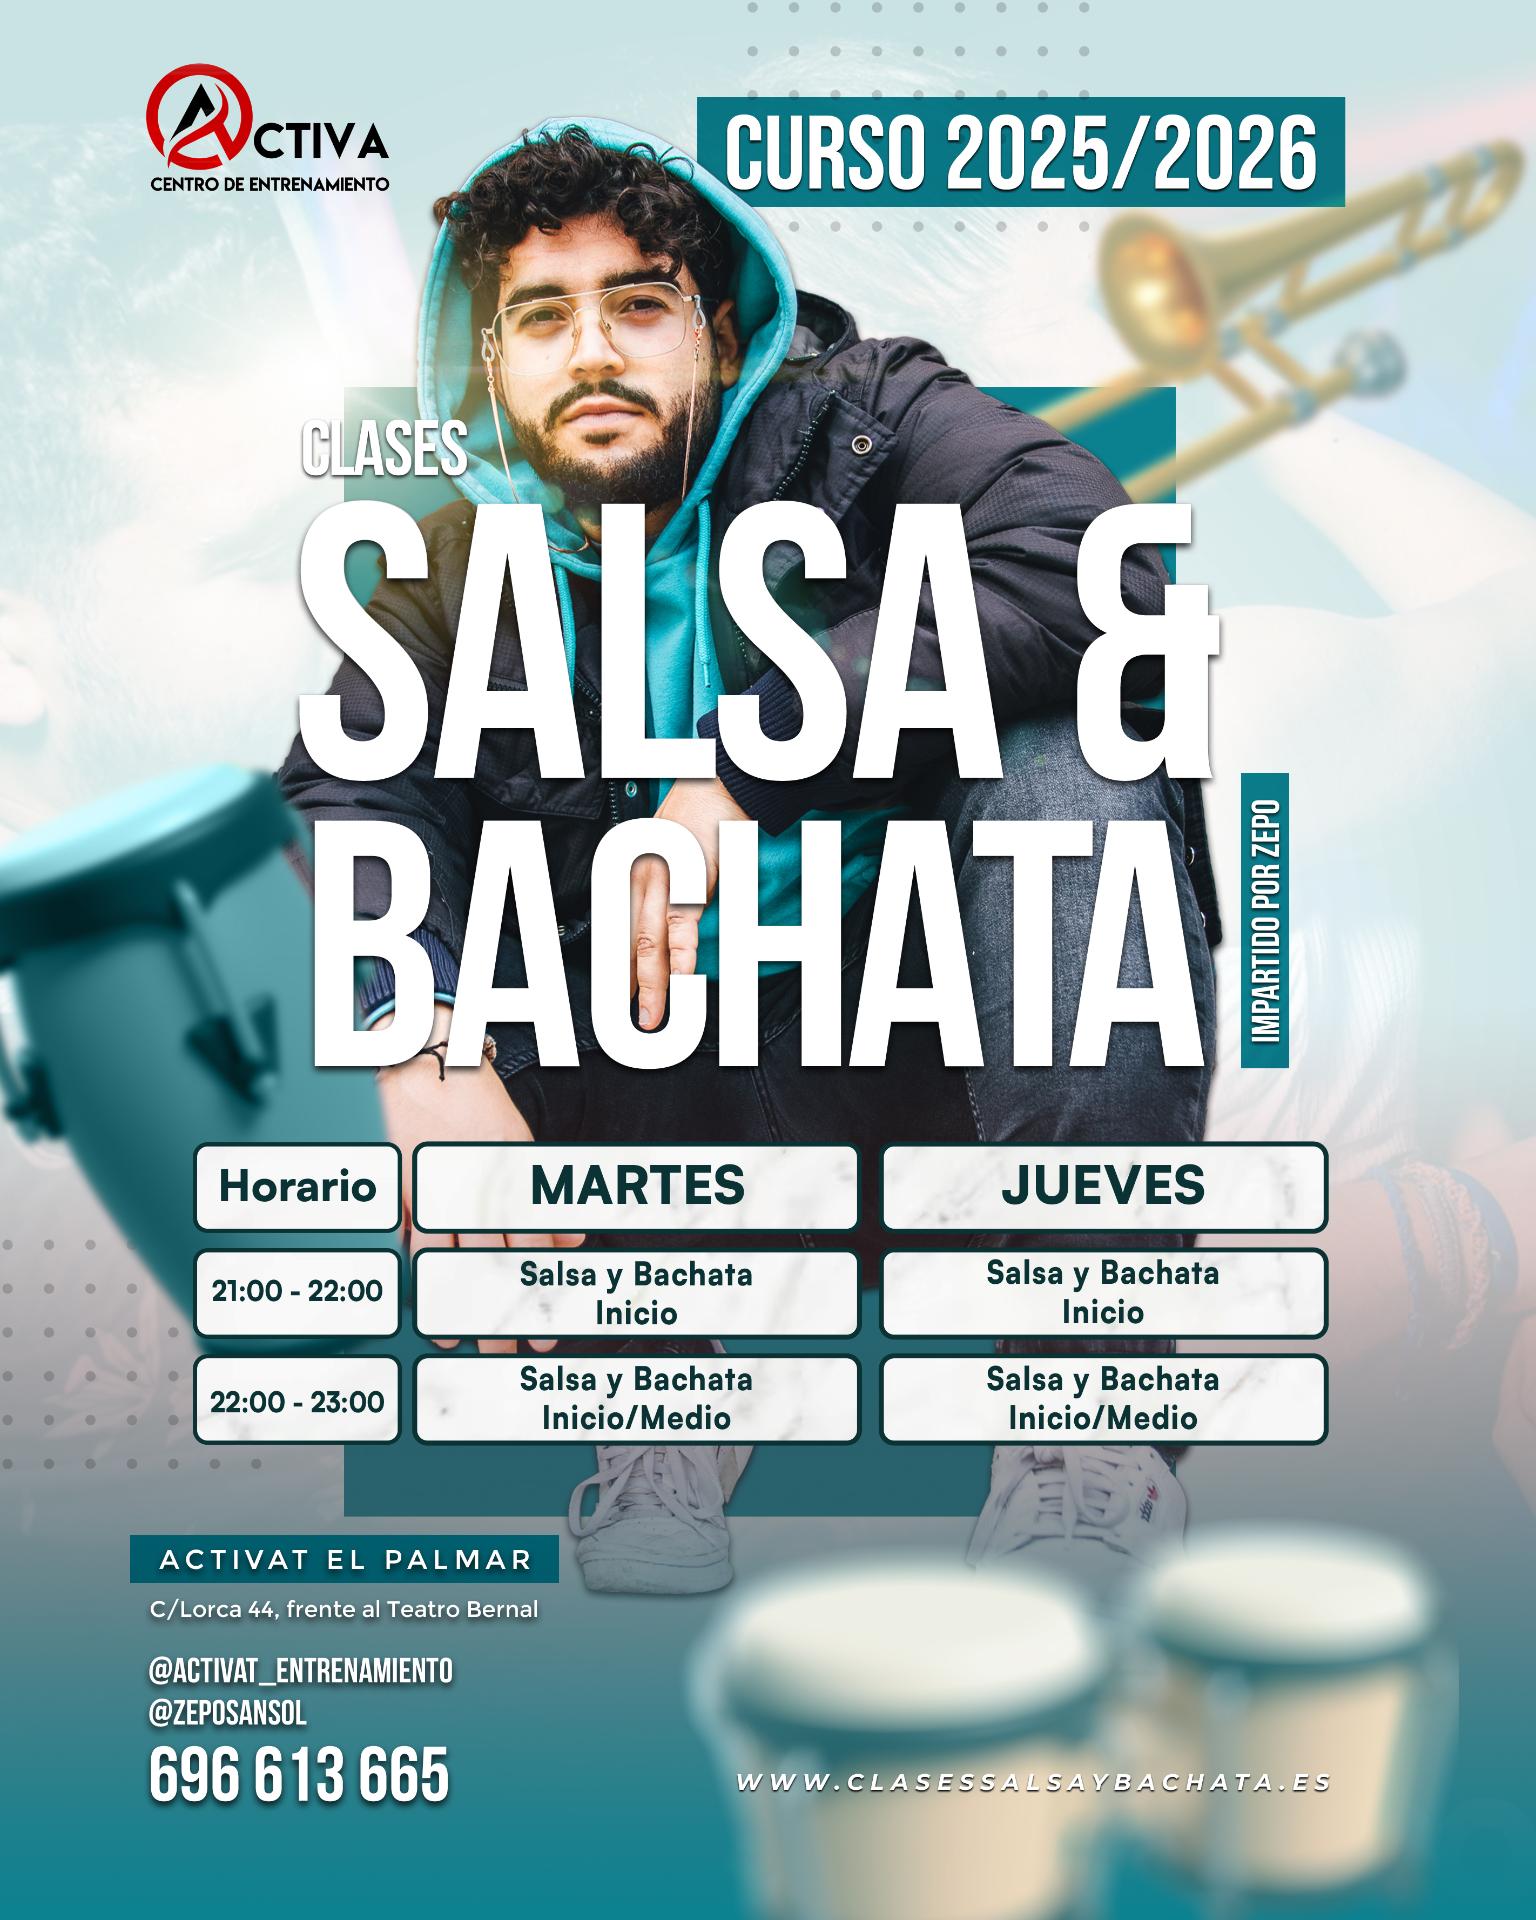 ACTIVA
CENTRO DE ENTRENAMIENTO
CURSO 2025/2026
CLASES
SALSA &
BACHATA
IMPARTIDO POR ZEPO
Horario MARTES JUEVES
21:00 - 22:00 Salsa y Bachata Inicio Salsa y Bachata Inicio
22:00 - 23:00 Salsa y Bachata Inicio/Medio Salsa y Bachata Inicio/Medio
ACTIVAT EL PALMAR
C/Lorca 44, frente al Teatro Bernal
@ACTIVAT_ENTRENAMIENTO
@ZEPOSANSOL
696 613 665
WWW.CLASESSALSAYBACHATA.ES
adidas